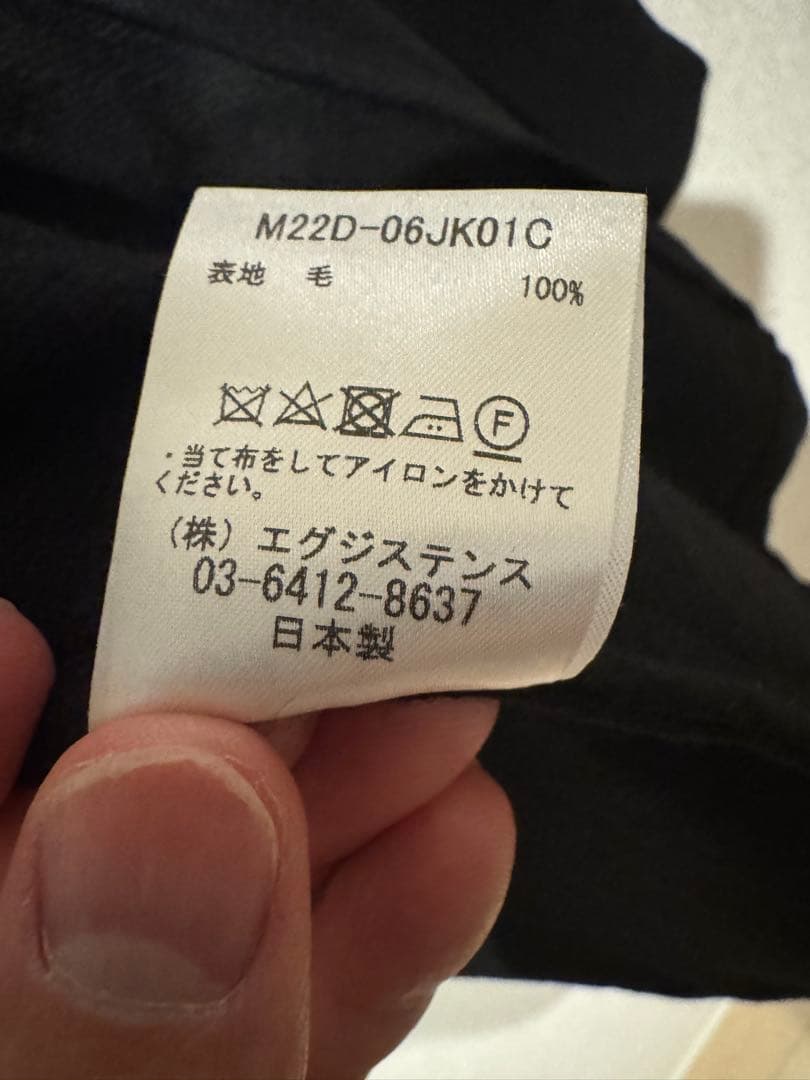 M22D-06JK01C
表地 毛 100%
F
・当て布をしてアイロンをかけて
ください。
（株）エグジステンス
03-6412-8637
日本製